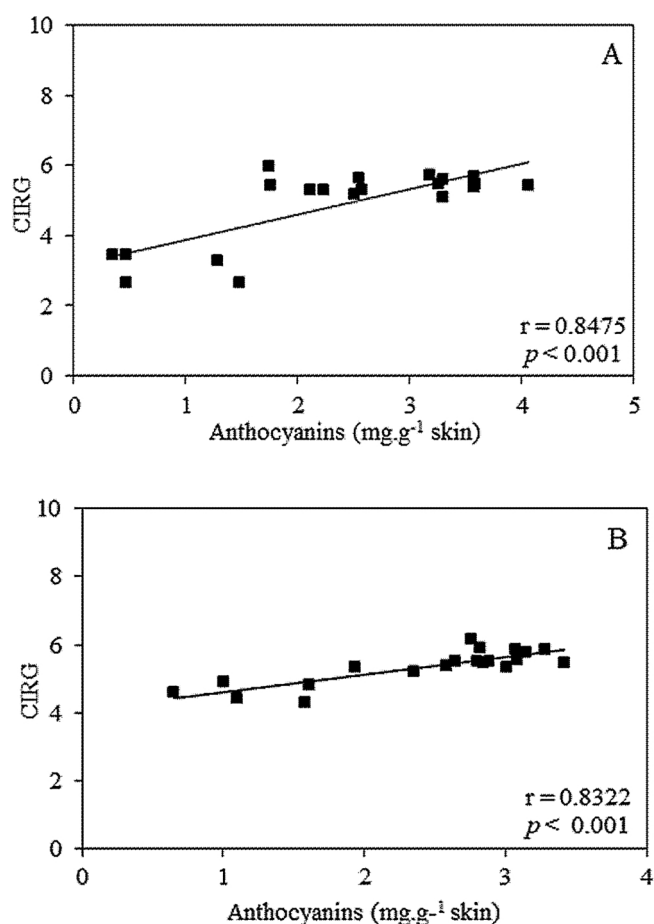 10
A
8
6
CIRG
4
2
r = 0.8475
p < 0.001
0
0 1 2 3 4 5
Anthocyanins (mg.g-1 skin)
10
B
8
6
CIRG
4
2
r = 0.8322
p < 0.001
0
0 1 2 3 4
Anthocyanins (mg.g-1 skin)